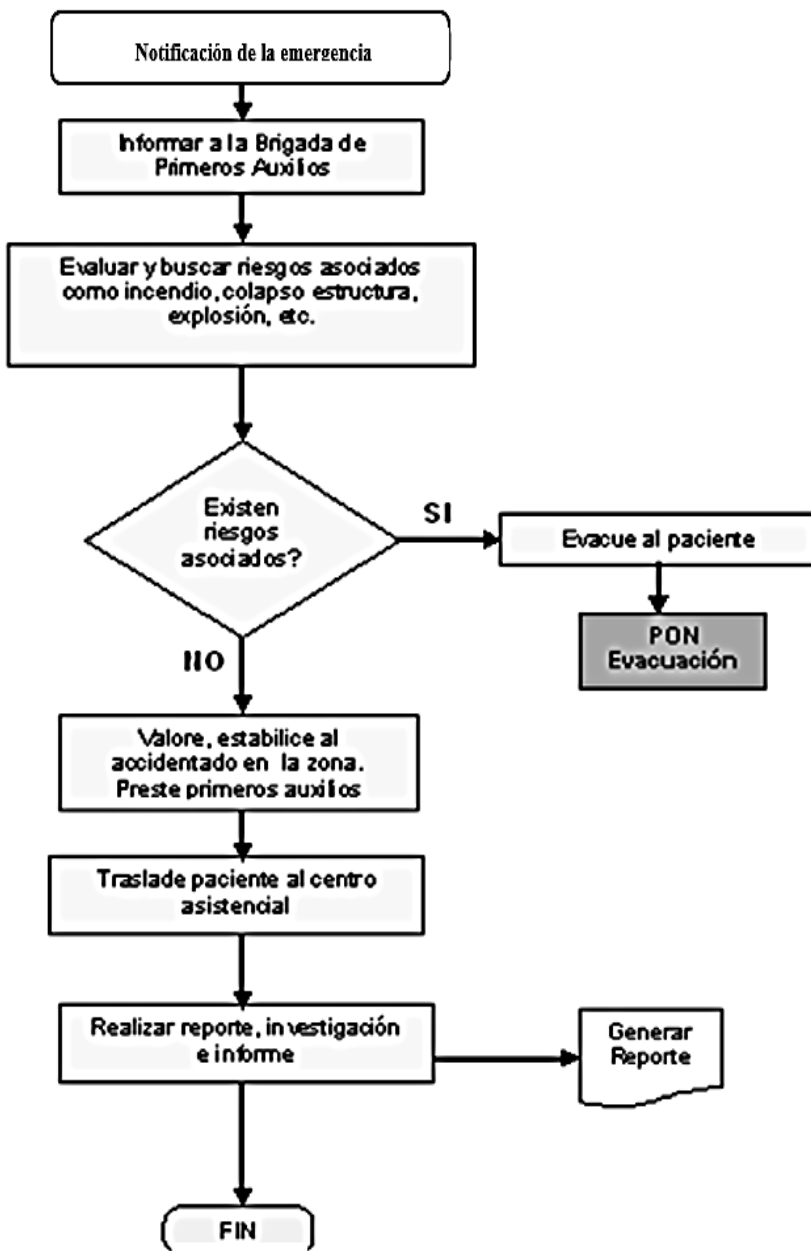 Notificación de la emergencia
Informar a la Brigada de
Primeros Auxilios
Evaluar y buscar riesgos asociados
como incendio, colapso estructura,
explosión, etc.
Existen
riesgos
asociados?
SI
Evacue al paciente
PON
Evacuación
NO
Valore, estabilice al
accidentado en la zona.
Preste primeros auxilios
Traslade paciente al centro
asistencial
Realizar reporte, investigación
e informe
Generar
Reporte
FIN